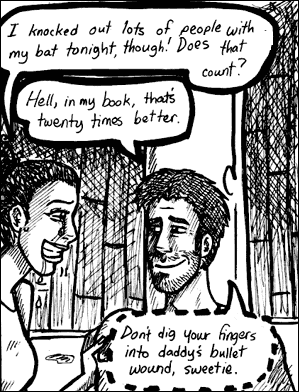 I knocked out lots of people with
my bat tonight, though! Does that
count?
Hell, in my book, that's
twenty times better.
Don't dig your fingers
into daddy's bullet
wound, sweetie.